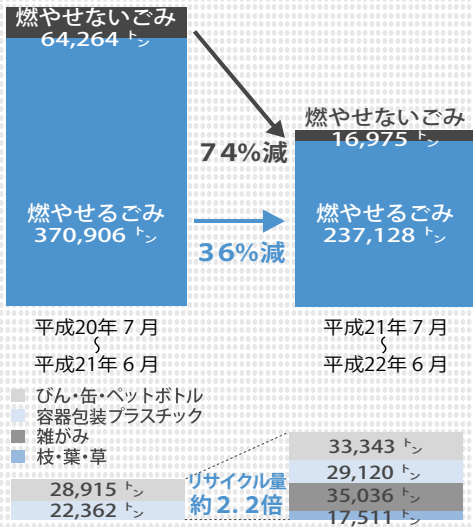 燃やせないごみ
64,264 ㌧
燃やせるごみ
370,906 ㌧
74%減
36%減
燃やせないごみ
16,975 ㌧
燃やせるごみ
237,128 ㌧
平成20年7月
〜
平成21年6月
平成21年7月
〜
平成22年6月
びん・缶・ペットボトル
容器包装プラスチック
雑がみ
枝・葉・草
28,915 ㌧
22,362 ㌧
リサイクル量
約2.2倍
33,343 ㌧
29,120 ㌧
35,036 ㌧
17,511 ㌧